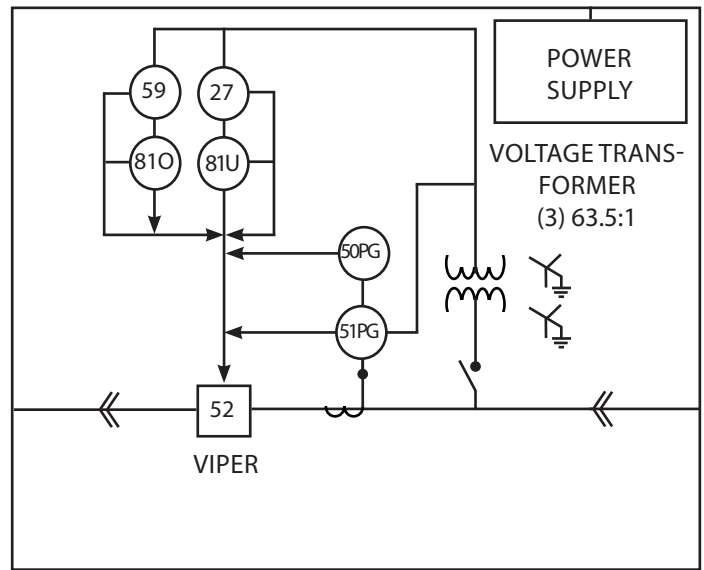 POWER
SUPPLY
59
27
VOLTAGE TRANS-
FORMER
(3) 63.5:1
81O
81U
50PG
51PG
52
VIPER